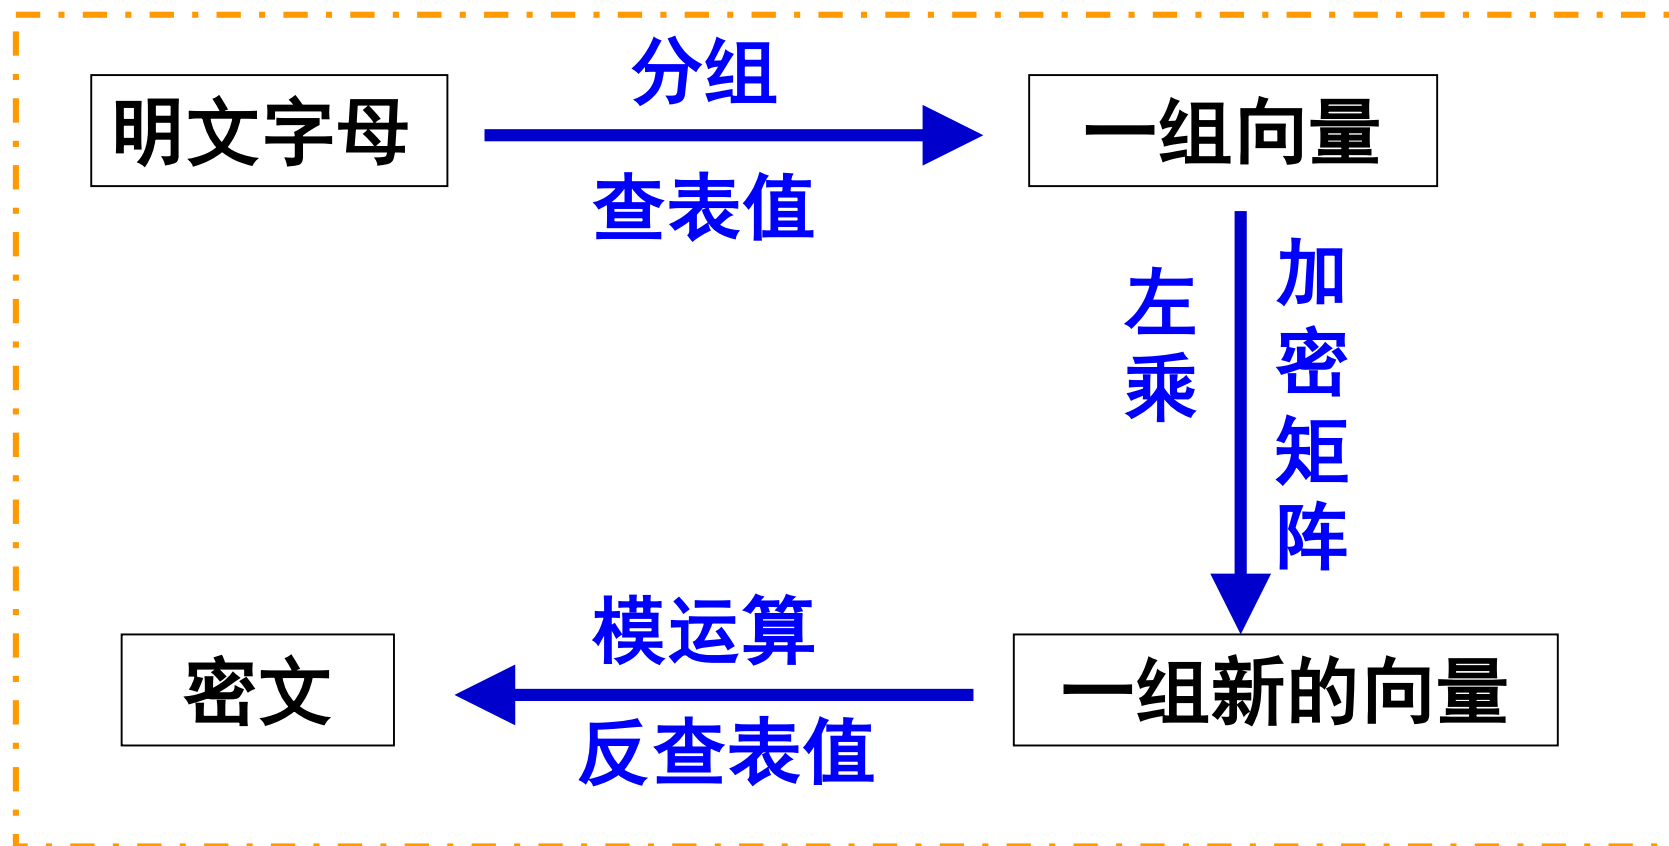 明文字母
分组
查表值
一组向量
左乘
加密矩阵
一组新的向量
模运算
反查表值
密文